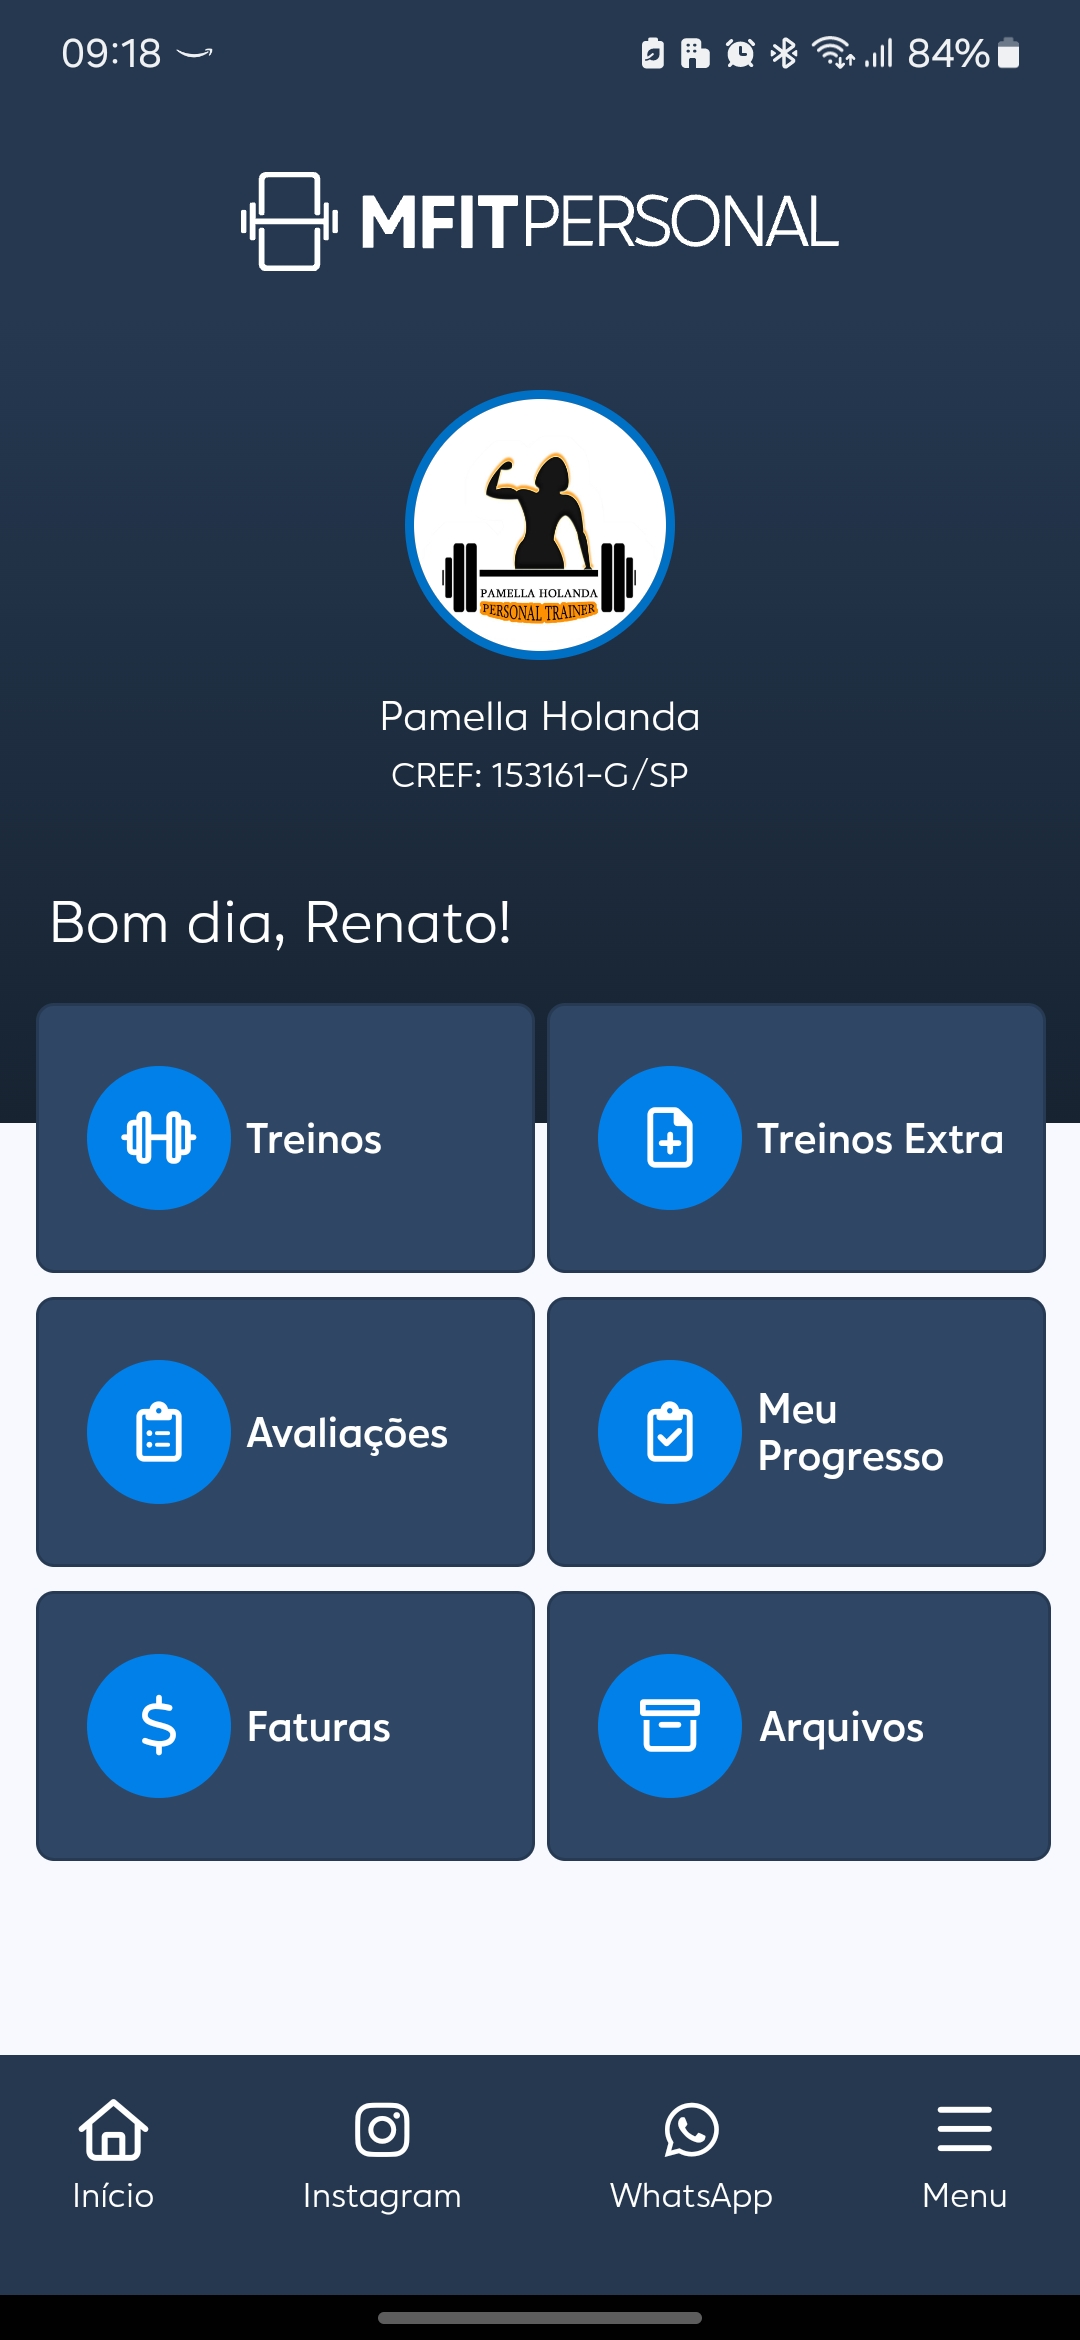 09:18
84%
MFITPERSONAL
PAMELLA HOLANDA
PERSONAL TRAINER
Pamella Holanda
CREF: 153161-G/SP
Bom dia, Renato!
Treinos
Treinos Extra
Avaliações
Meu
Progresso
Faturas
Arquivos
Início
Instagram
WhatsApp
Menu